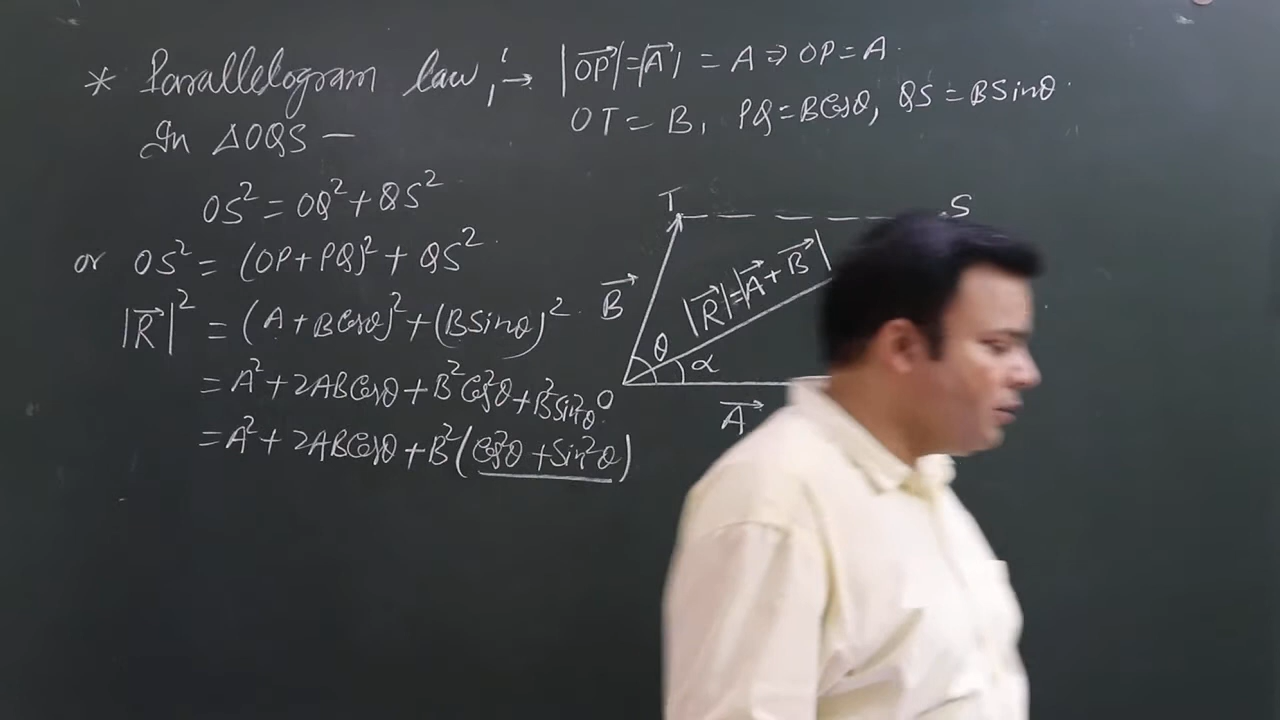 * Parallelogram law :→ |OP⃗| = |A⃗| = A ⇒ OP = A.
OT = B, PQ = BCosθ, QS = BSinθ.
In ΔOQS –
OS² = OQ² + QS²
or OS² = (OP + PQ)² + QS².
|R⃗|² = (A + BCosθ)² + (BSinθ)².
= A² + 2ABCosθ + B²Cos²θ + B²Sin²θ.
= A² + 2ABCosθ + B²(Cos²θ + Sin²θ)
T
S
B⃗
|R⃗| = |A⃗ + B⃗|
θ
α
O
A⃗